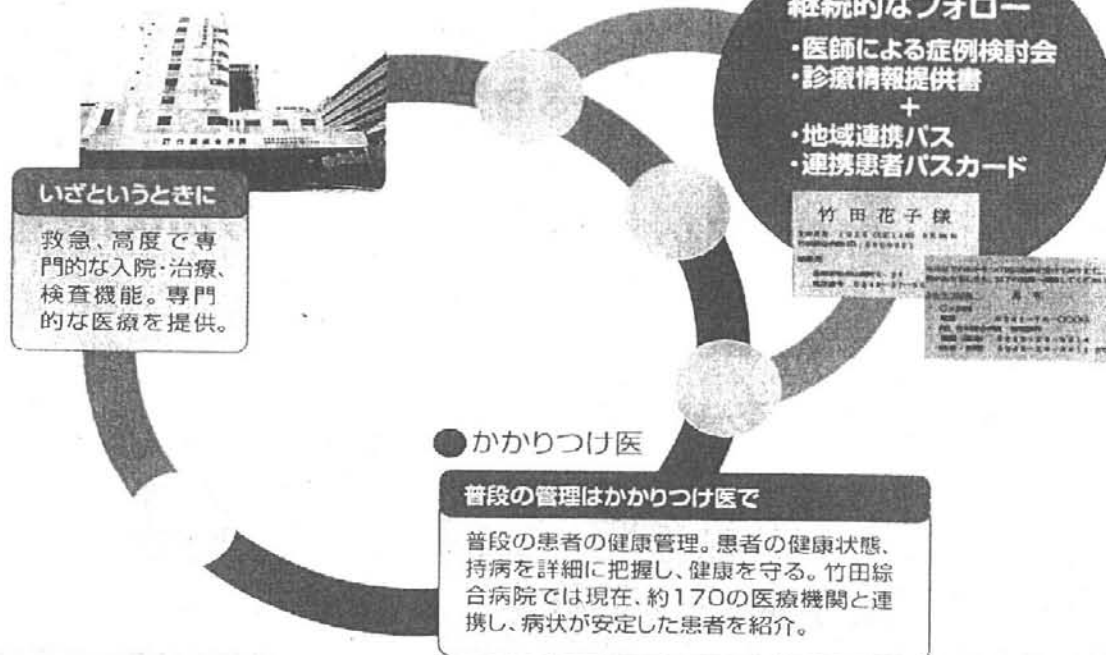 継続的なフォロー
・医師による症例検討会
・診療情報提供書
+
・地域連携パス
・連携患者パスカード
竹田花子様
いざというときに
救急、高度で専
門的な入院・治療、
検査機能。専門
的な医療を提供。
●かかりつけ医
普段の管理はかかりつけ医で
普段の患者の健康管理。患者の健康状態、
持病を詳細に把握し、健康を守る。竹田綜
合病院では現在、約170の医療機関と連
携し、病状が安定した患者を紹介。